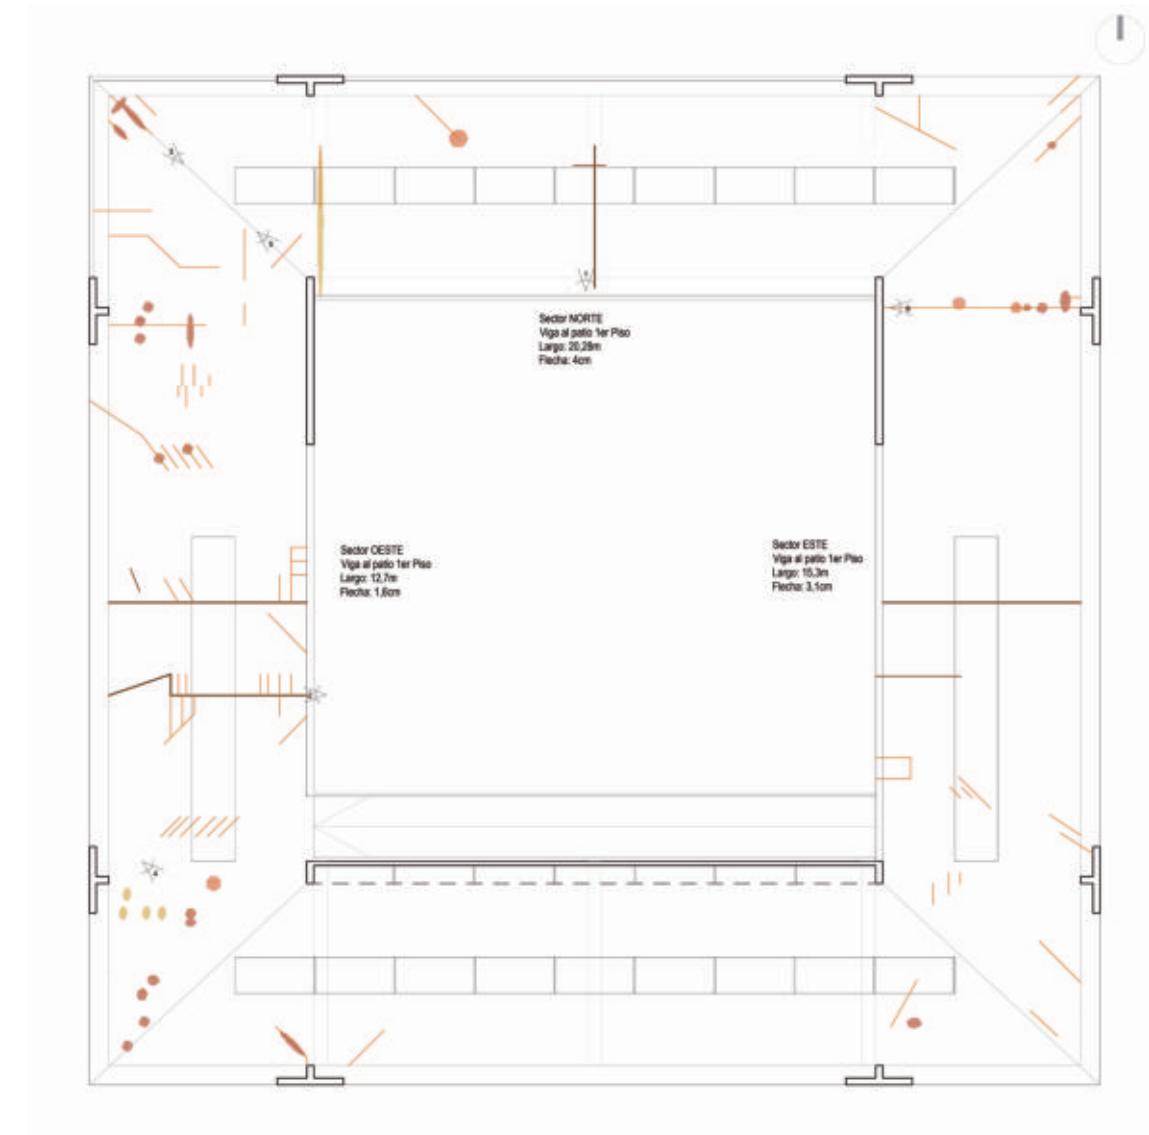 Sector NORTE
Viga al patio 1er Piso
Largo: 20,28m
Flecha: 4cm
Sector OESTE
Viga al patio 1er Piso
Largo: 12,7m
Flecha: 1,6cm
Sector ESTE
Viga al patio 1er Piso
Largo: 15,3m
Flecha: 3,1cm